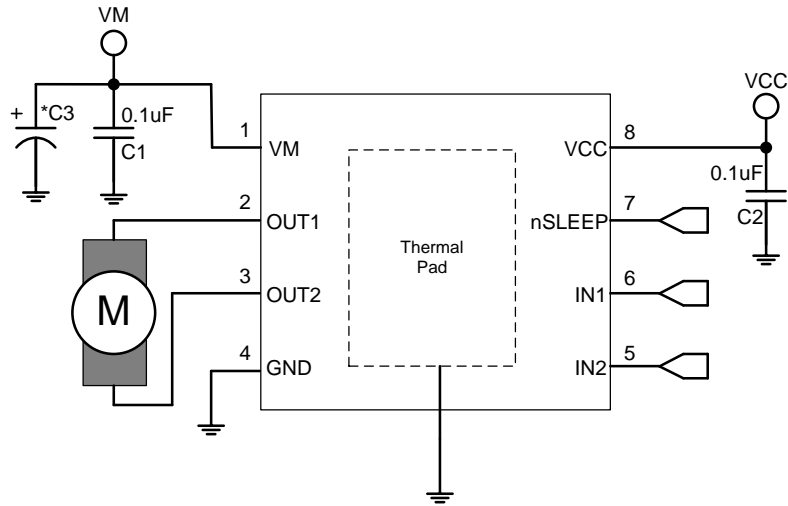 VM
VCC
+ *C3
0.1uF
C1
1
VM
VCC
8
0.1uF
C2
2
OUT1
nSLEEP
7
Thermal
Pad
M
3
OUT2
IN1
6
4
GND
IN2
5